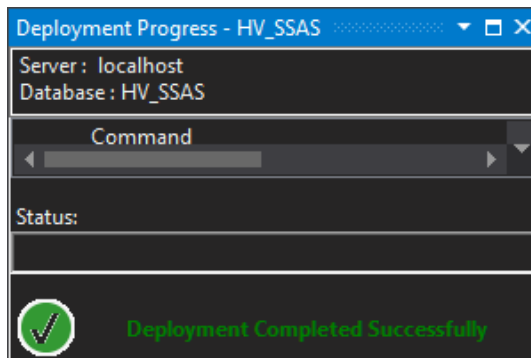 Deployment Progress - HV_SSAS
Server : localhost
Database : HV_SSAS
Command
Status:
Deployment Completed Successfully